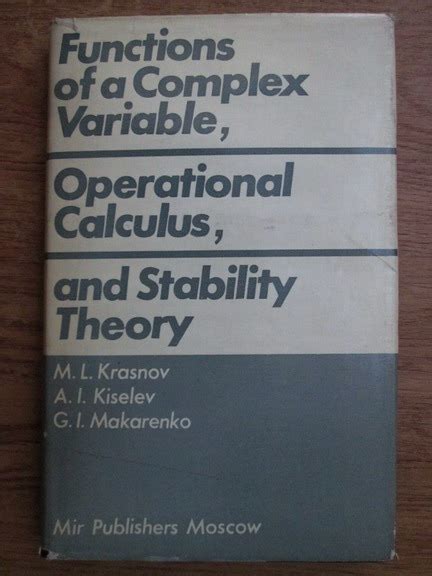 Functions
of a Complex
Variable,
Operational
Calculus,
and Stability
Theory
M. L. Krasnov
A. I. Kiselev
G. I. Makarenko
Mir Publishers Moscow